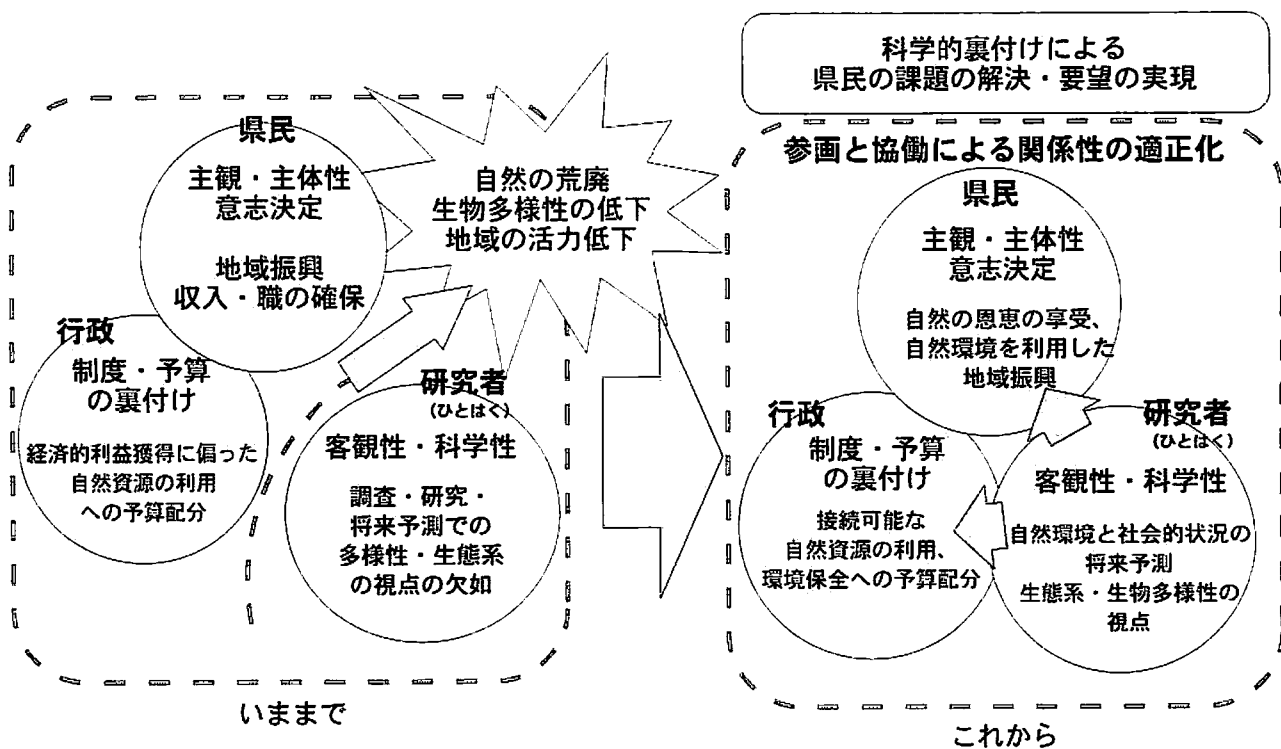 県民
主観・主体性
意志決定
地域振興
収入・職の確保
行政
制度・予算
の裏付け
経済的利益獲得に偏った
自然資源の利用
への予算配分
研究者
(ひとはく)
客観性・科学性
調査・研究・
将来予測での
多様性・生態系
の視点の欠如
自然の荒廃
生物多様性の低下
地域の活力低下
いままで
科学的裏付けによる
県民の課題の解決・要望の実現
参画と協働による関係性の適正化
県民
主観・主体性
意志決定
自然の恩恵の享受、
自然環境を利用した
地域振興
行政
制度・予算
の裏付け
接続可能な
自然資源の利用、
環境保全への予算配分
研究者
(ひとはく)
客観性・科学性
自然環境と社会的状況の
将来予測
生態系・生物多様性の
視点
これから